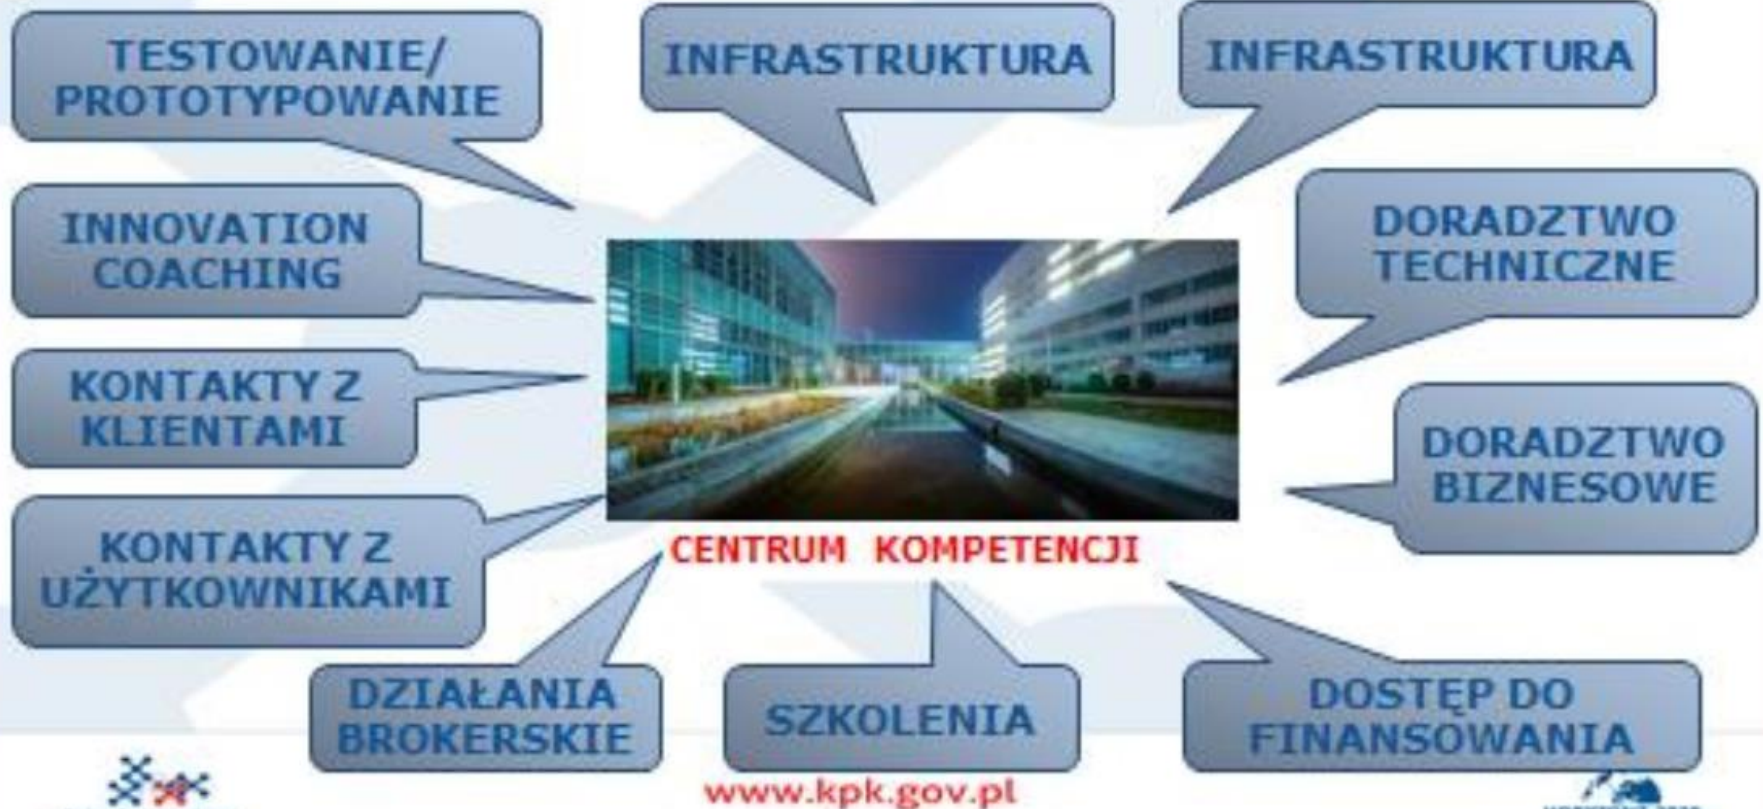 TESTOWANIE/
PROTOTYPOWANIE
INFRASTRUKTURA
INFRASTRUKTURA
INNOVATION
COACHING
DORADZTWO
TECHNICZNE
KONTAKTY Z
KLIENTAMI
DORADZTWO
BIZNESOWE
KONTAKTY Z
UŻYTKOWNIKAMI
CENTRUM KOMPETENCJI
DZIAŁANIA
BROKERSKIE
SZKOLENIA
DOSTĘP DO
FINANSOWANIA
www.kpk.gov.pl